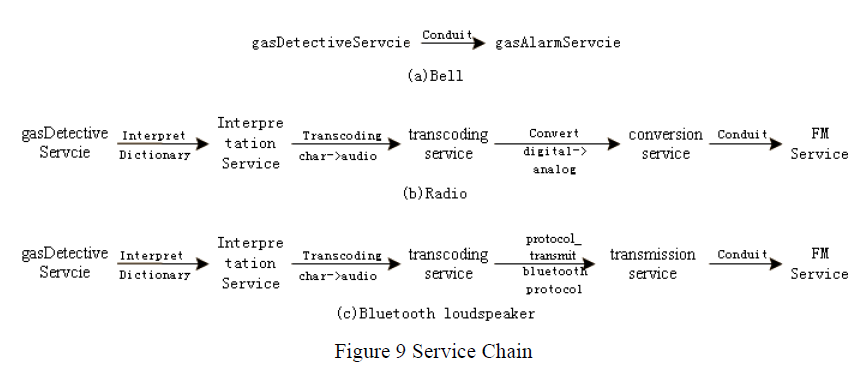 gasDetectiveServcie Conduit gasAlarmServcie
(a)Bell
gasDetective Servcie Interpret Dictionary Interpre tation Service Transcoding char->audio transcoding service Convert digital-> analog conversion service Conduit FM Service
(b)Radio
gasDetective Servcie Interpret Dictionary Interpre tation Service Transcoding char->audio transcoding service protocol_ transmit bluetooth protocol transmission service Conduit FM Service
(c)Bluetooth loudspeaker
Figure 9 Service Chain